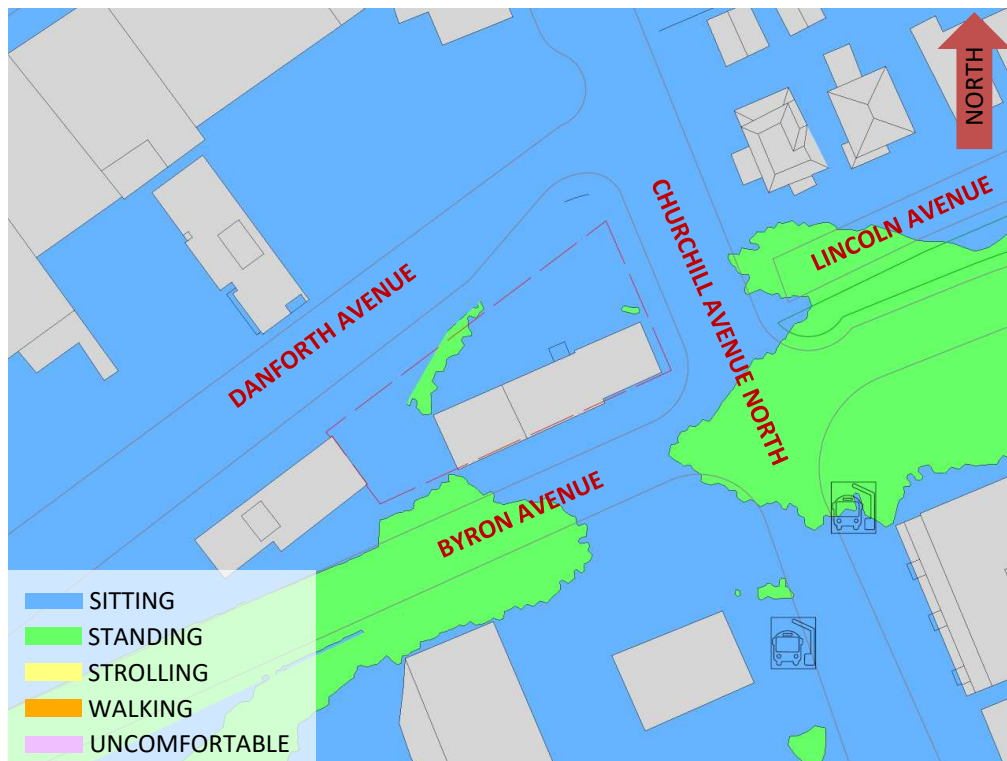 NORTH
CHURCHILL AVENUE NORTH
LINCOLN AVENUE
DANFORTH AVENUE
BYRON AVENUE
SITTING
STANDING
STROLLING
WALKING
UNCOMFORTABLE